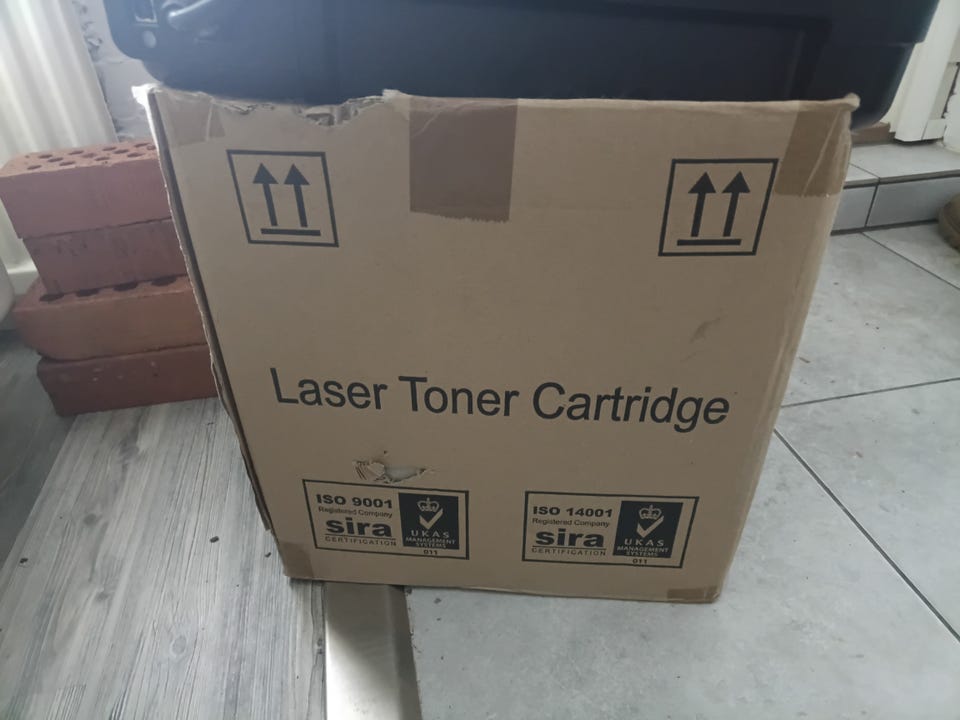 Laser Toner Cartridge
ISO 9001
Registered Company
sira
CERTIFICATION
UKAS
MANAGEMENT
SYSTEMS
011
ISO 14001
Registered Company
sira
CERTIFICATION
UKAS
MANAGEMENT
SYSTEMS
011